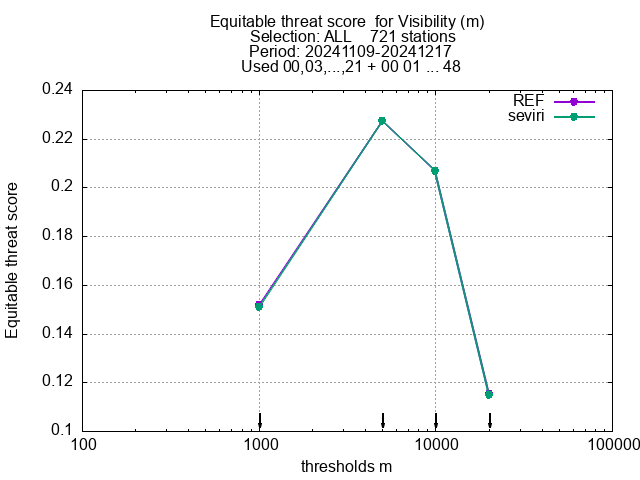 Equitable threat score  for Visibility (m)
Selection: ALL    721 stations
Period: 20241109-20241217
Used 00,03,...,21 + 00 01 ... 48
REF
seviri
Equitable threat score
0.24
0.22
0.2
0.18
0.16
0.14
0.12
0.1
100 1000 10000 100000
thresholds m